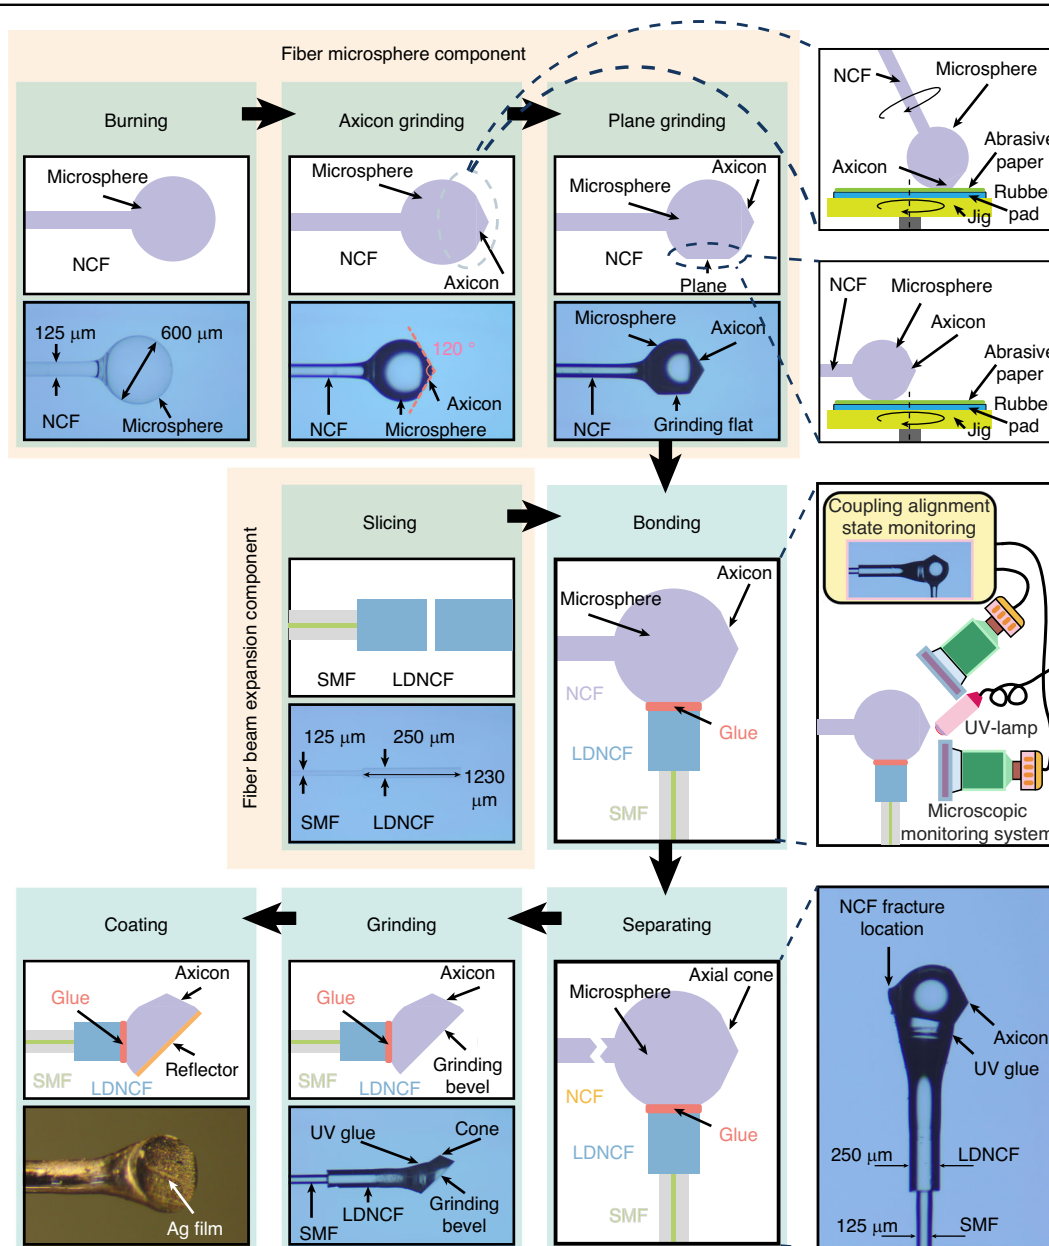 Fiber microsphere component
Burning
Axicon grinding
Plane grinding
Microsphere
NCF
Microsphere
NCF
Axicon
Microsphere
Axicon
NCF
Plane
125 μm
600 μm
NCF
Microsphere
120 °
Axicon
NCF
Microsphere
Microsphere
Axicon
NCF
Grinding flat
NCF
Microsphere
Axicon
Abrasive
paper
Rubber
pad
Jig
NCF
Microsphere
Axicon
Abrasive
paper
Rubber
pad
Jig
Fiber beam expansion component
Slicing
SMF
LDNCF
125 μm
250 μm
1230
μm
SMF
LDNCF
Bonding
Axicon
Microsphere
NCF
Glue
LDNCF
SMF
Coupling alignment
state monitoring
UV-lamp
Microscopic
monitoring system
Coating
Axicon
Glue
Reflector
SMF
LDNCF
Ag film
Grinding
Axicon
Glue
Grinding
bevel
SMF
LDNCF
UV glue
Cone
Grinding
bevel
LDNCF
SMF
Separating
Axial cone
Microsphere
NCF
Glue
LDNCF
SMF
NCF fracture
location
Axicon
UV glue
250 μm
LDNCF
125 μm
SMF